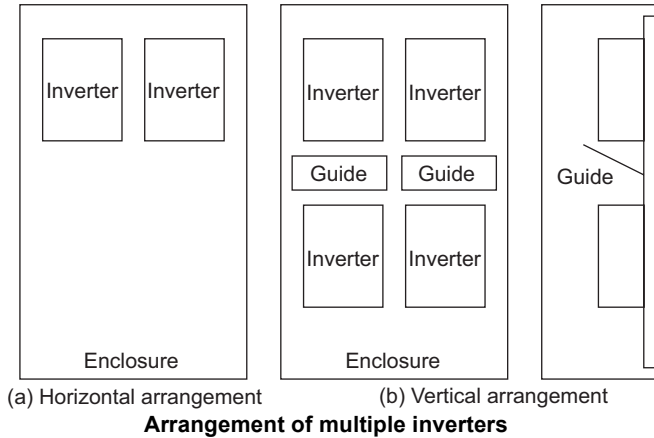 Inverter Inverter
Enclosure
(a) Horizontal arrangement
Inverter Inverter
Guide Guide
Inverter Inverter
Enclosure
Guide
(b) Vertical arrangement
Arrangement of multiple inverters